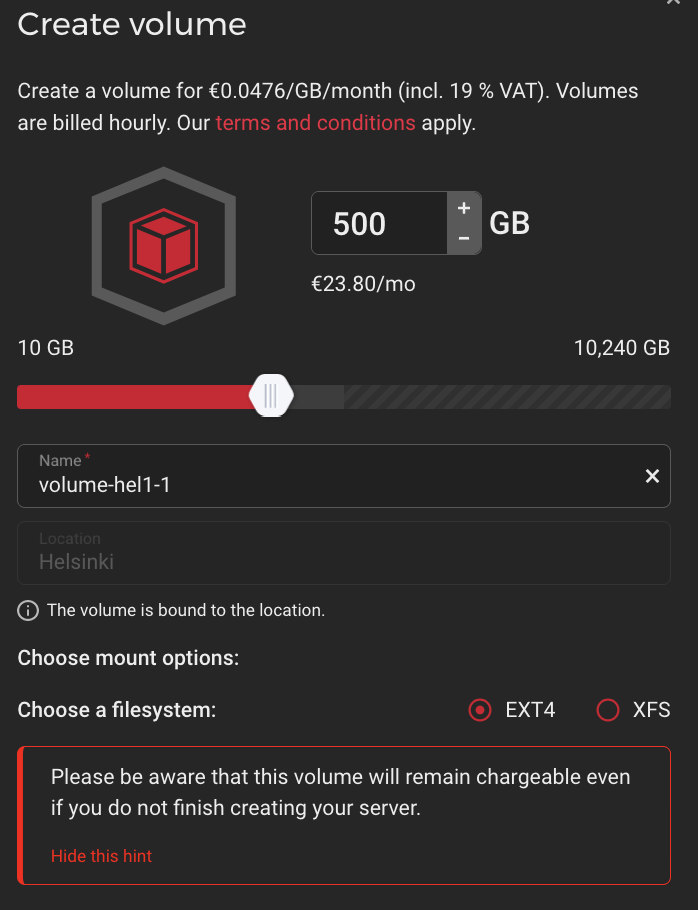 Create volume
Create a volume for €0.0476/GB/month (incl. 19 % VAT). Volumes
are billed hourly. Our terms and conditions apply.
500
+
−
GB
€23.80/mo
10 GB
10,240 GB
Name *
volume-hel1-1
Location
Helsinki
The volume is bound to the location.
Choose mount options:
Choose a filesystem:
EXT4
XFS
Please be aware that this volume will remain chargeable even
if you do not finish creating your server.
Hide this hint